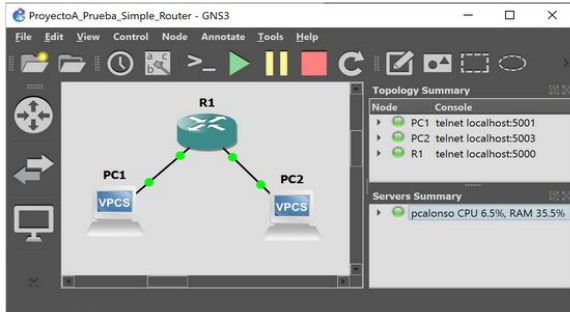 ProyectoA_Prueba_Simple_Router - GNS3
File Edit View Control Node Annotate Tools Help
Topology Summary
Node Console
PC1 telnet localhost:5001
PC2 telnet localhost:5003
R1 telnet localhost:5000
R1
PC1
PC2
VPCS
VPCS
Servers Summary
pcalonso CPU 6.5%, RAM 35.5%